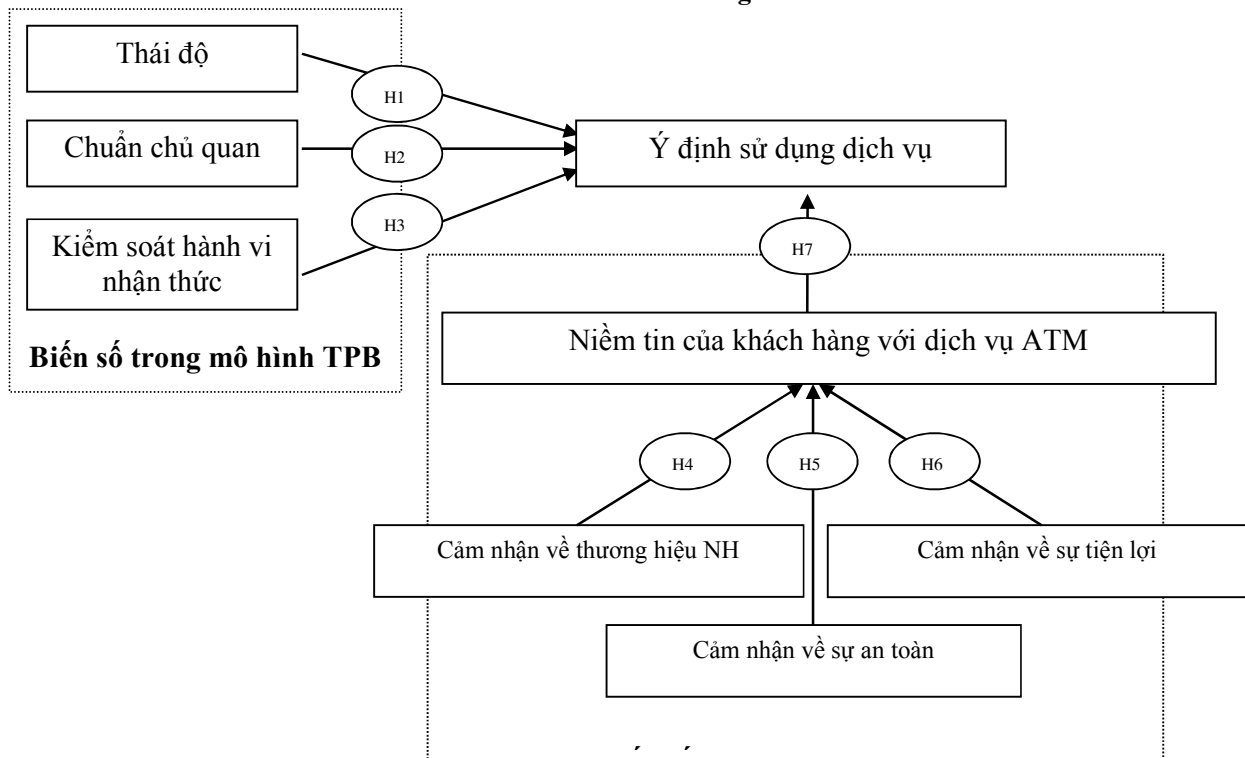 Thái độ
H1
Chuẩn chủ quan
H2
Ý định sử dụng dịch vụ
H3
Kiểm soát hành vi
nhận thức
H7
Biến số trong mô hình TPB
Niềm tin của khách hàng với dịch vụ ATM
H4
H5
H6
Cảm nhận về thương hiệu NH
Cảm nhận về sự tiện lợi
Cảm nhận về sự an toàn